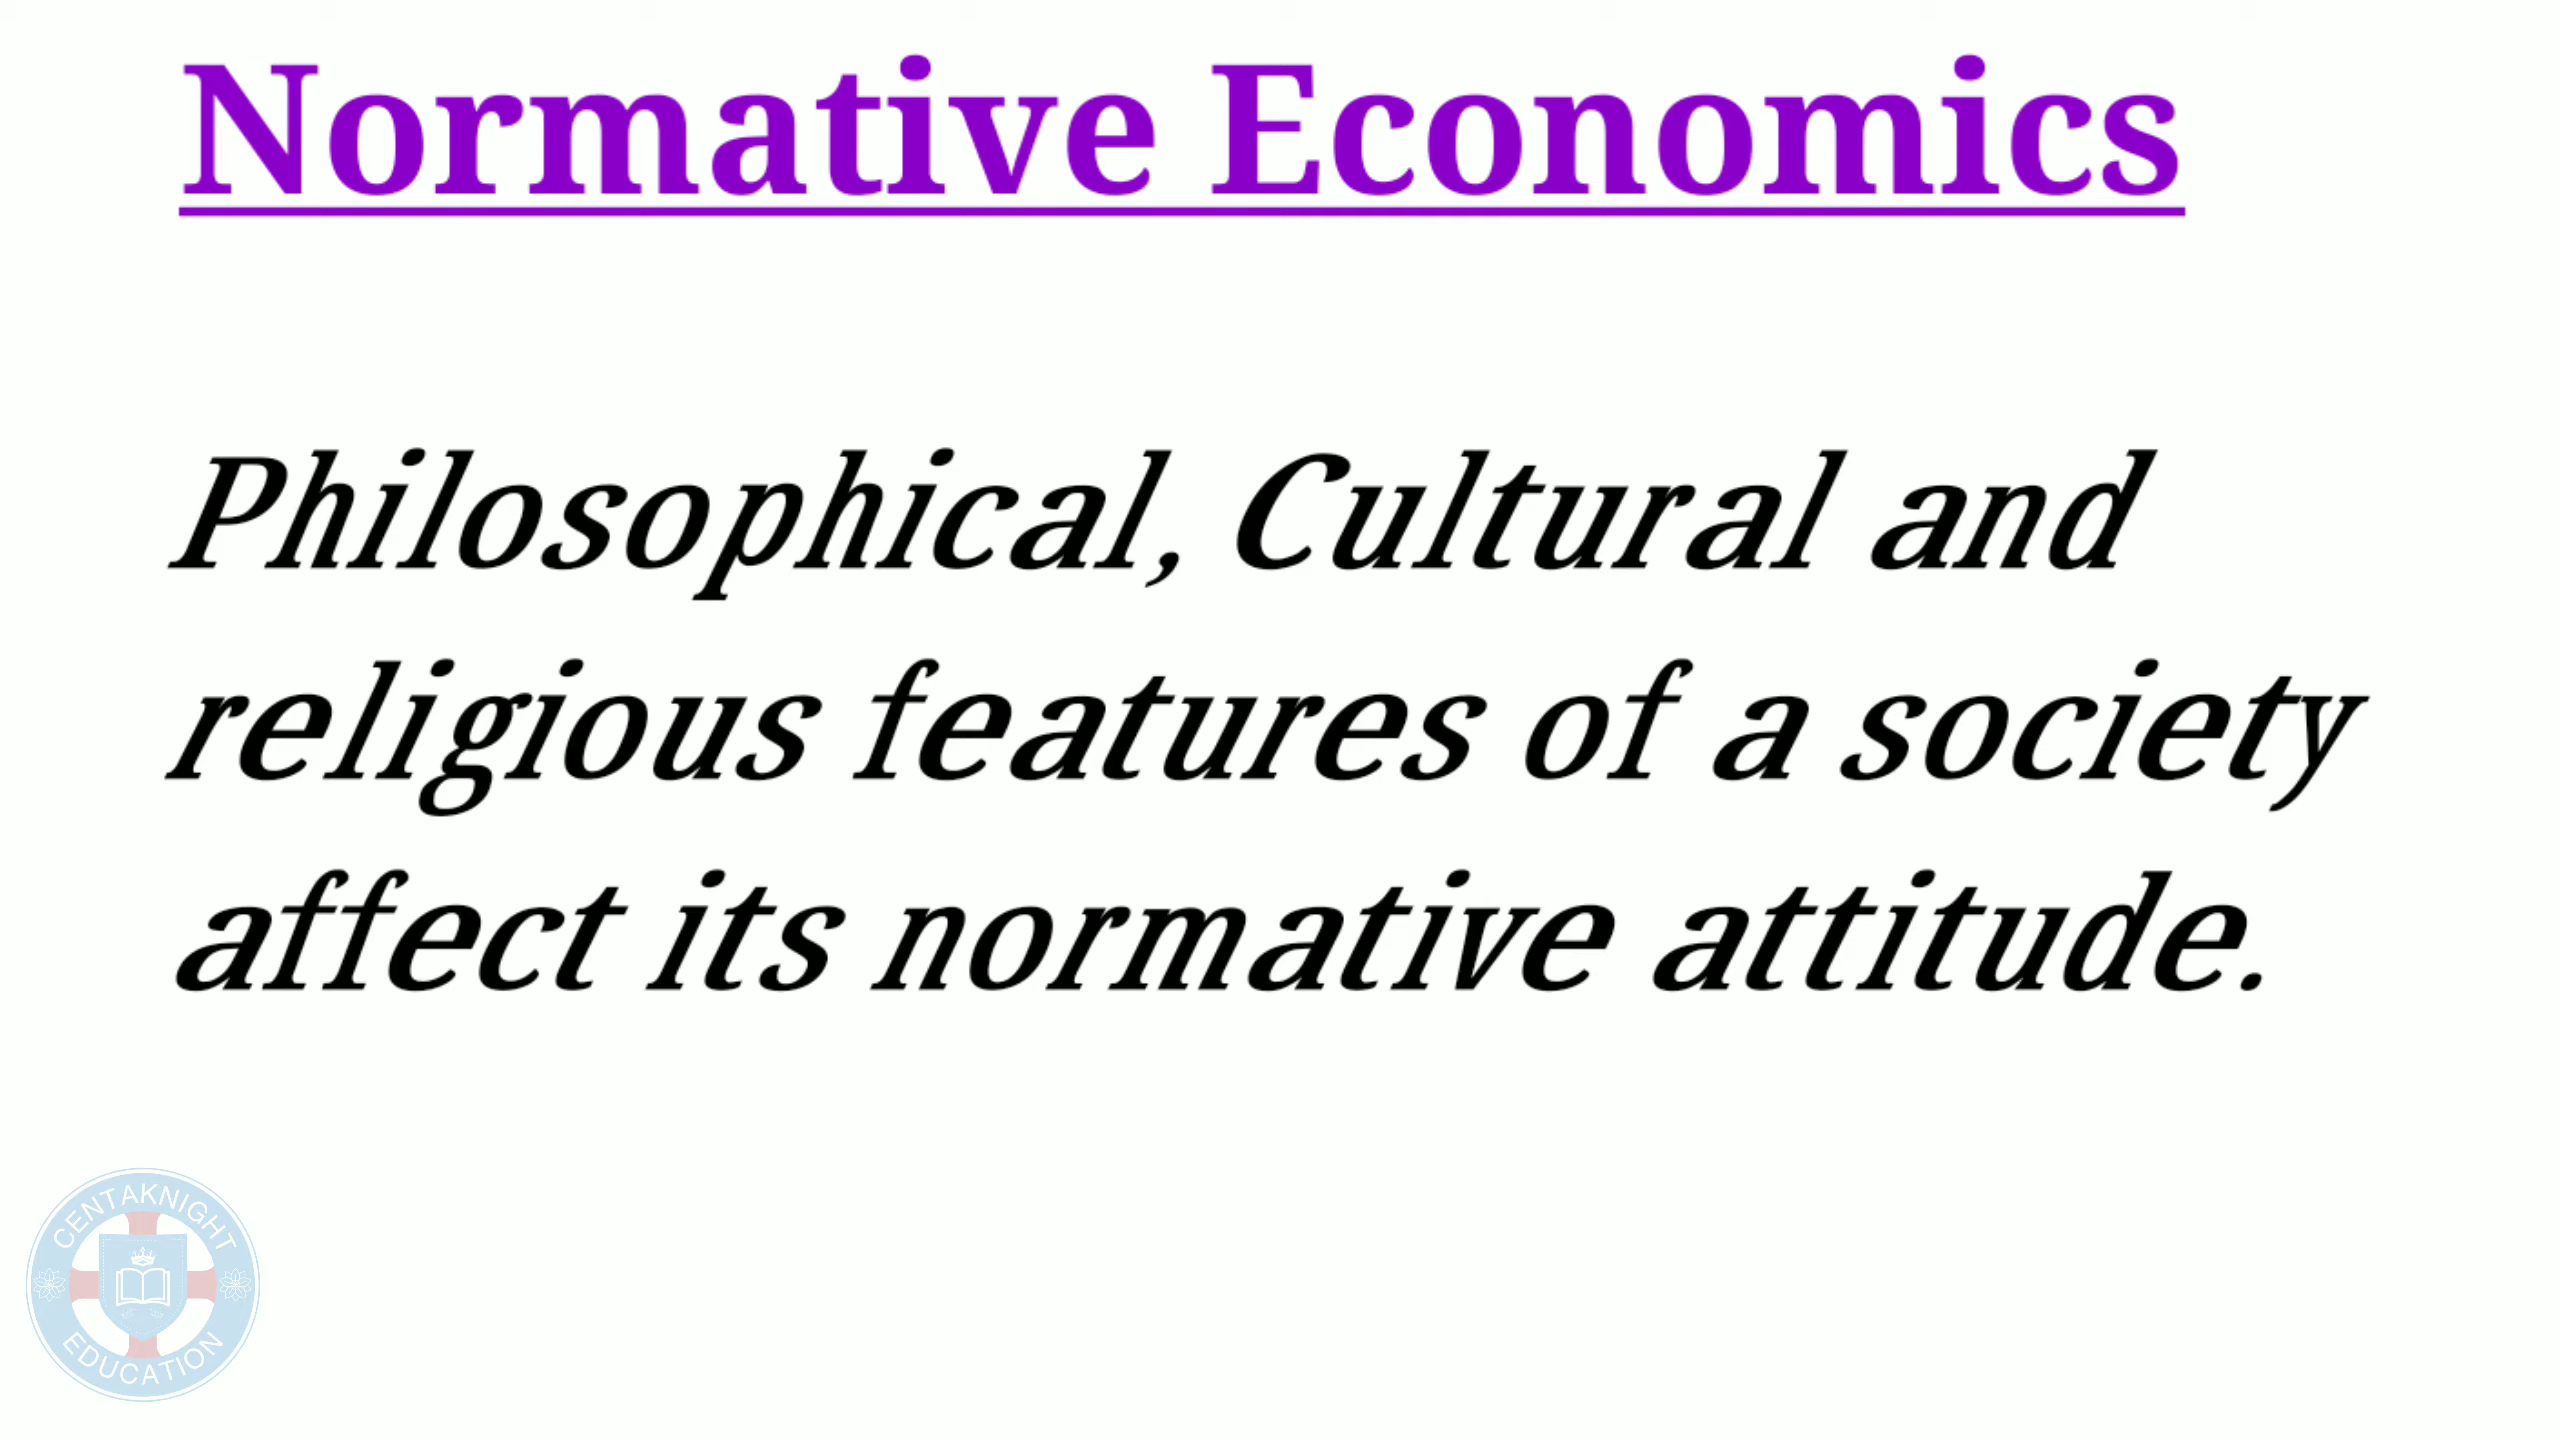 Normative Economics
Philosophical, Cultural and
religious features of a society
affect its normative attitude.
CENTAKNIGHT
EDUCATION